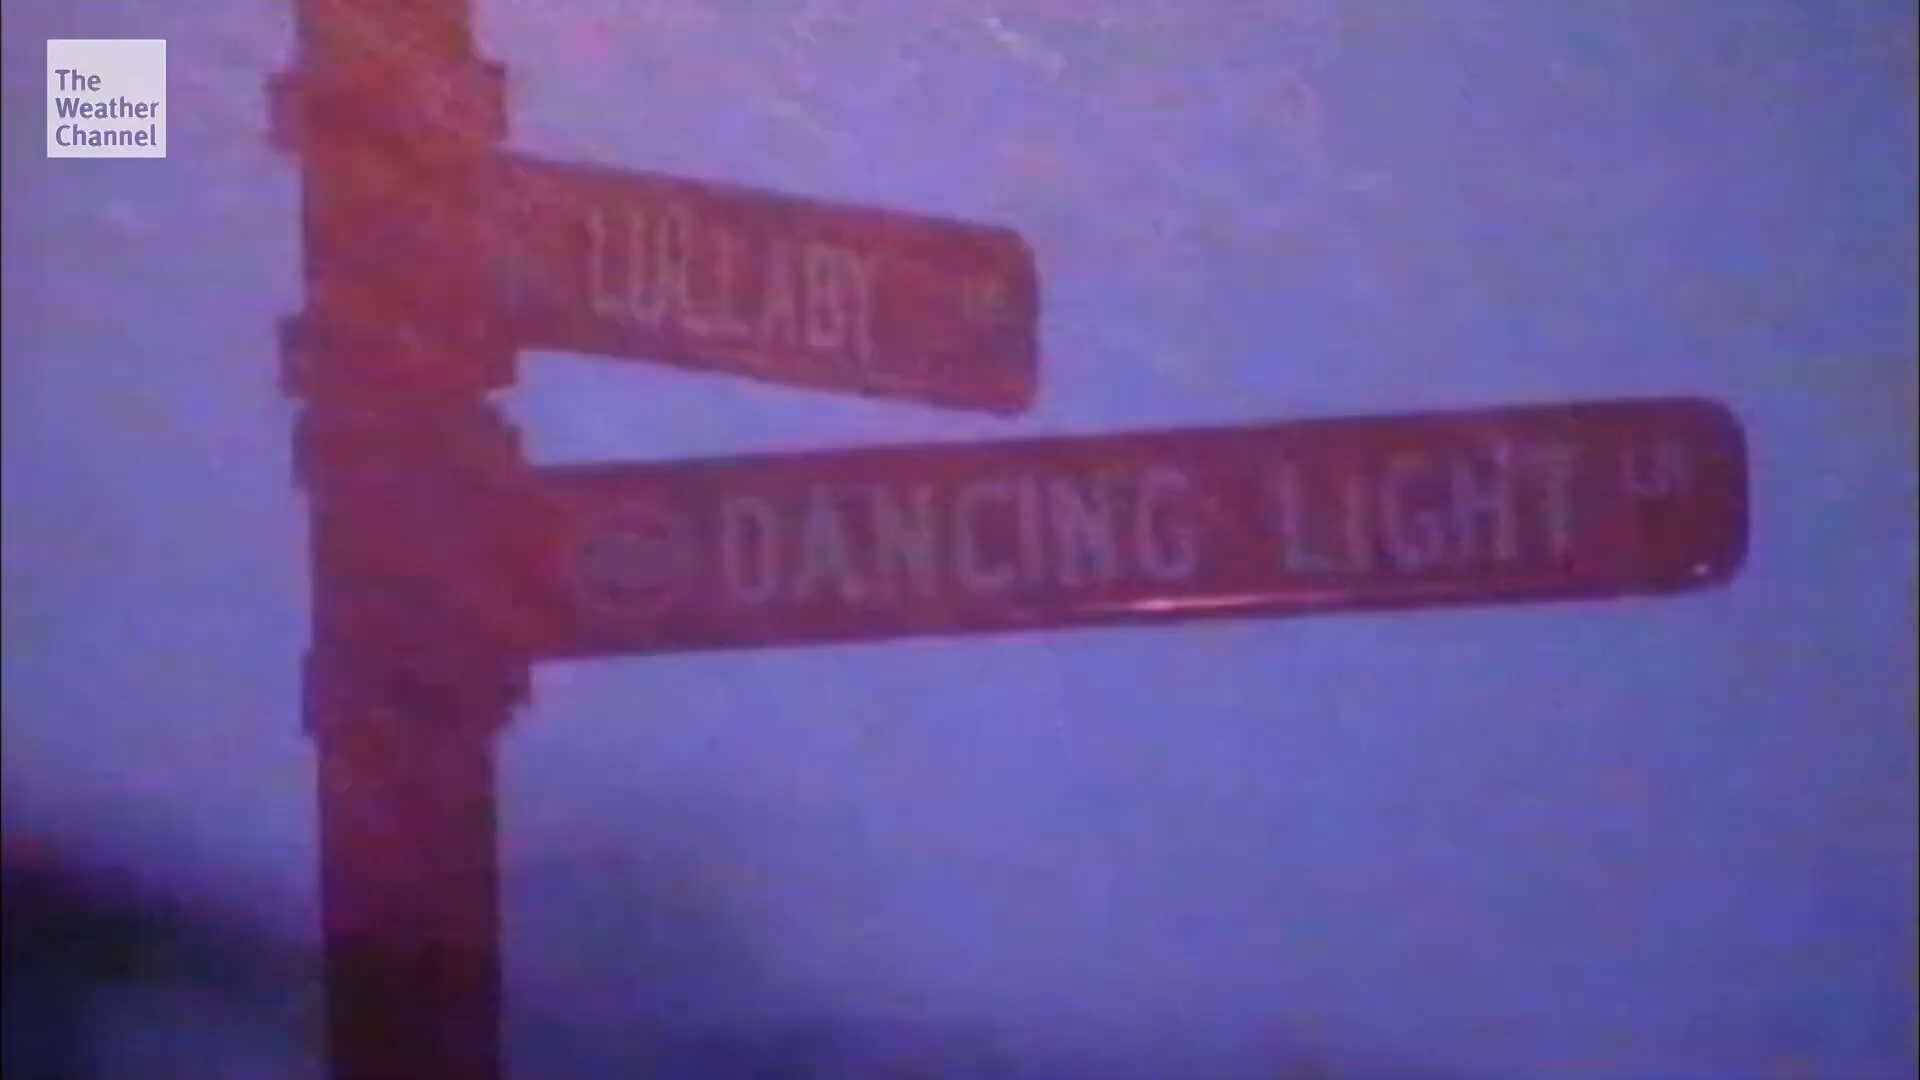 The
Weather
Channel
LULLABY
DANCING LIGHT LN